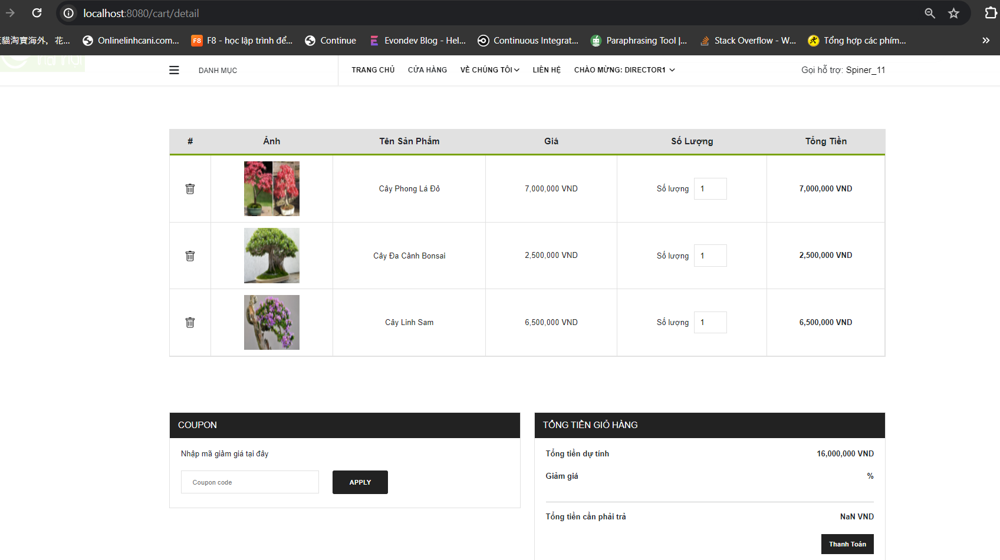 localhost:8080/cart/detail
貓淘寶海外，花... Onlinelinhcani.com... F8 - học lập trình để... Continue Evondev Blog - Hel... Continuous Integrat... Paraphrasing Tool |... Stack Overflow - W... Tổng hợp các phím...
DANH MỤC TRANG CHỦ CỬA HÀNG VỀ CHÚNG TÔI LIÊN HỆ CHÀO MỪNG: DIRECTOR1 Gọi hỗ trợ: Spiner_11
# Ảnh Tên Sản Phẩm Giá Số Lượng Tổng Tiền
Cây Phong Lá Đỏ 7,000,000 VND Số lượng 1 7,000,000 VND
Cây Đa Cảnh Bonsai 2,500,000 VND Số lượng 1 2,500,000 VND
Cây Linh Sam 6,500,000 VND Số lượng 1 6,500,000 VND
COUPON
Nhập mã giảm giá tại đây
Coupon code APPLY
TỔNG TIỀN GIỎ HÀNG
Tổng tiền dự tính 16,000,000 VND
Giảm giá %
Tổng tiền cần phải trả NaN VND
Thanh Toán